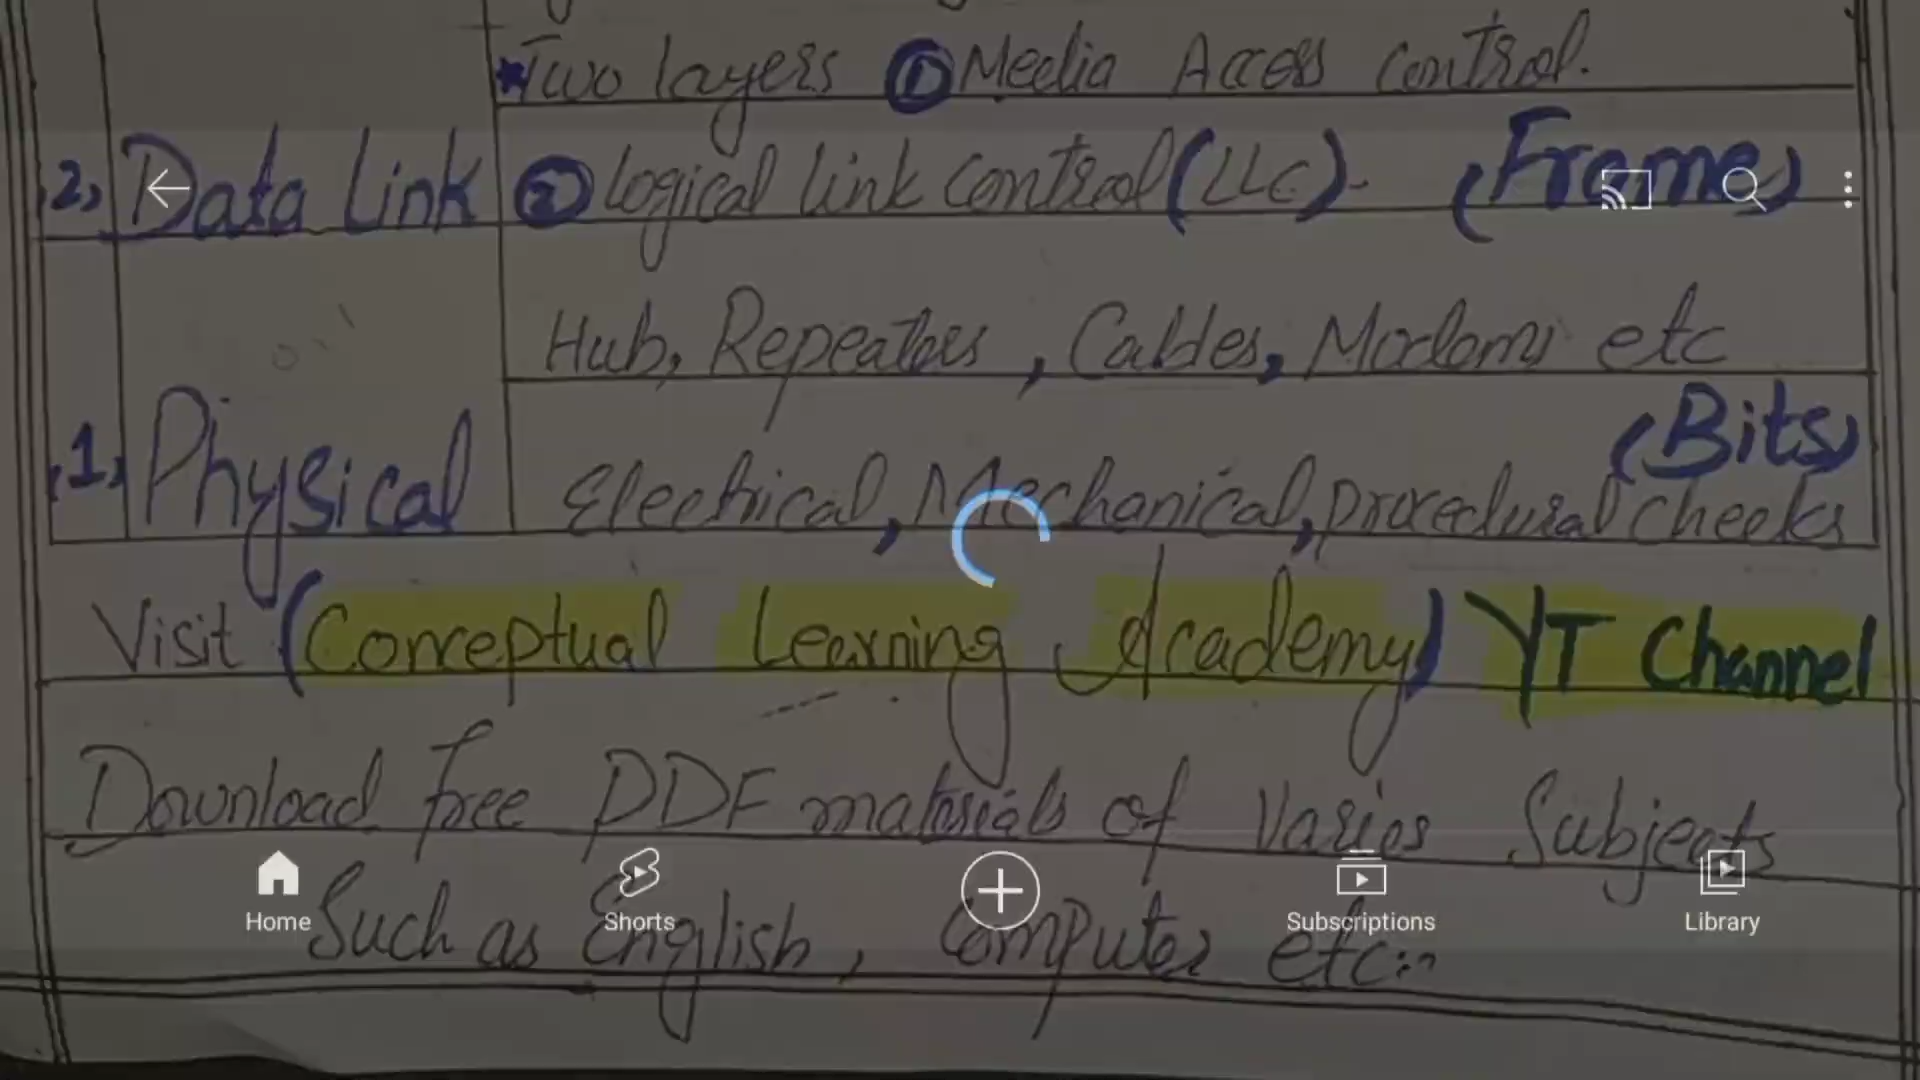 *Two layers ① Media Access Control.
2, Data Link ② Logical link control (LLC). (Frame)
Hub, Repeaters, Cables, Modems etc
1, Physical (Bits)
Electrical, Mechanical, procedural checks
Visit (Conceptual Learning Academy) YT Channel
Download free PDF materials of Varios Subjects
Such as English, Computer etc:-
Home
Shorts
Subscriptions
Library